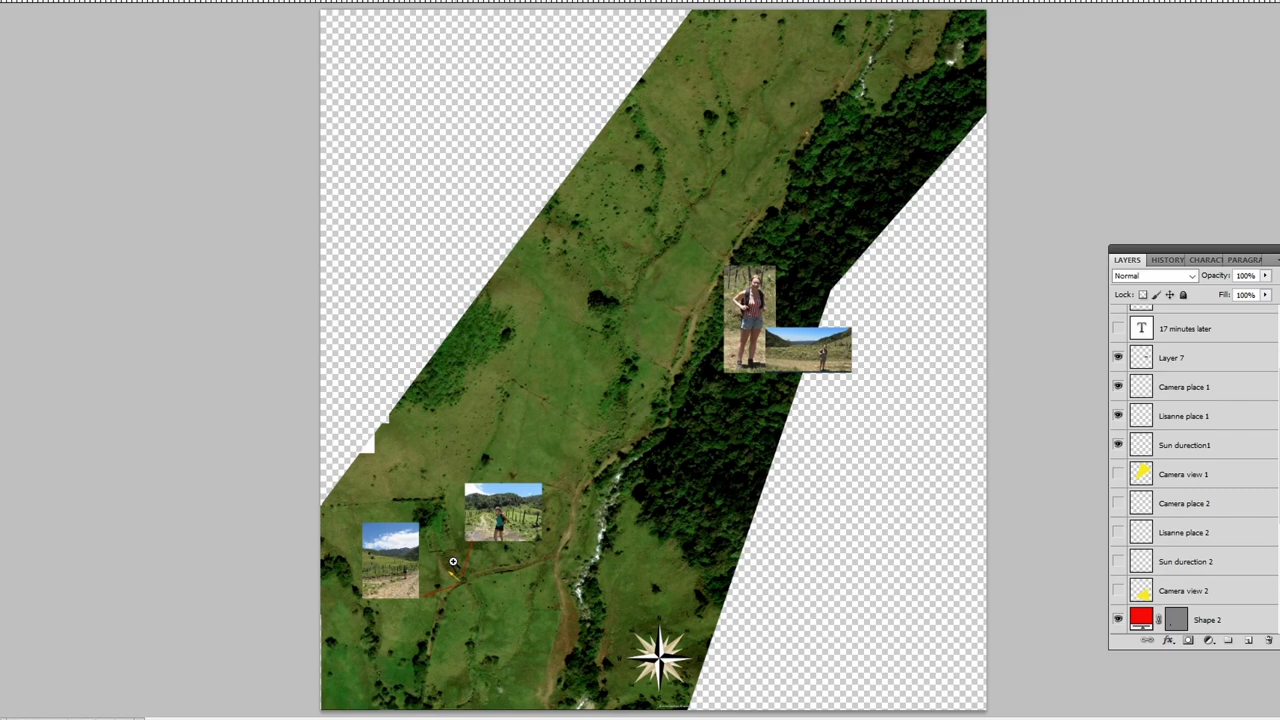 LAYERS HISTORY CHARAC PARAGRA
Normal Opacity: 100%
Lock: Fill: 100%
T 17 minutes later
Layer 7
Camera place 1
Lisanne place 1
Sun durection1
Camera view 1
Camera place 2
Lisanne place 2
Sun durection 2
Camera view 2
Shape 2
fx